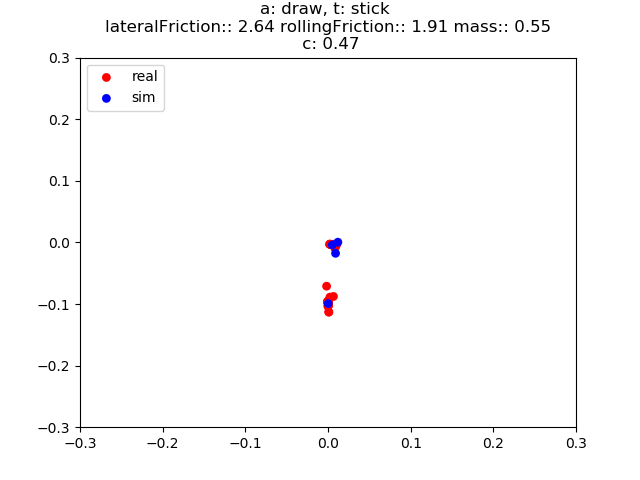 a: draw, t: stick
lateralFriction:: 2.64 rollingFriction:: 1.91 mass:: 0.55
c: 0.47
real
sim
0.3
0.2
0.1
0.0
−0.1
−0.2
−0.3
−0.3 −0.2 −0.1 0.0 0.1 0.2 0.3